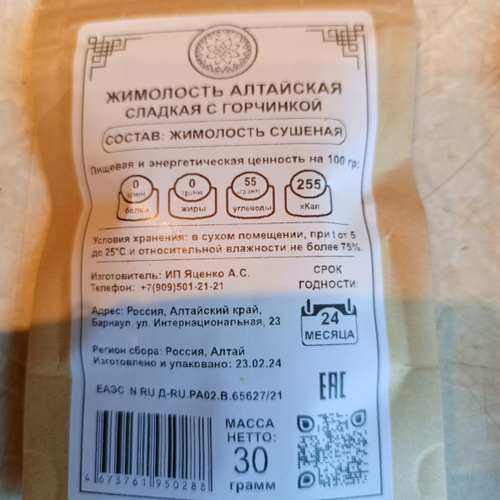 ЖИМОЛОСТЬ АЛТАЙСКАЯ
СЛАДКАЯ С ГОРЧИНКОЙ
СОСТАВ: ЖИМОЛОСТЬ СУШЕНАЯ
Пищевая и энергетическая ценность на 100 гр:
0 грамм белки
0 грамм жиры
55 грамм углеводы
255 кКал
Условия хранения: в сухом помещении, при t от 5
до 25°С и относительной влажности не более 75%.
Изготовитель: ИП Яценко А.С.
Телефон: +7(909)501-21-21
СРОК
ГОДНОСТИ:
24
МЕСЯЦА
Адрес: Россия, Алтайский край,
Барнаул, ул. Интернациональная, 23
Регион сбора: Россия, Алтай
Изготовлено и упаковано: 23.02.24
ЕАЭС N RU Д-RU.РА02.В.65627/21
EAC
МАССА
НЕТТО:
30
грамм
4673761950288